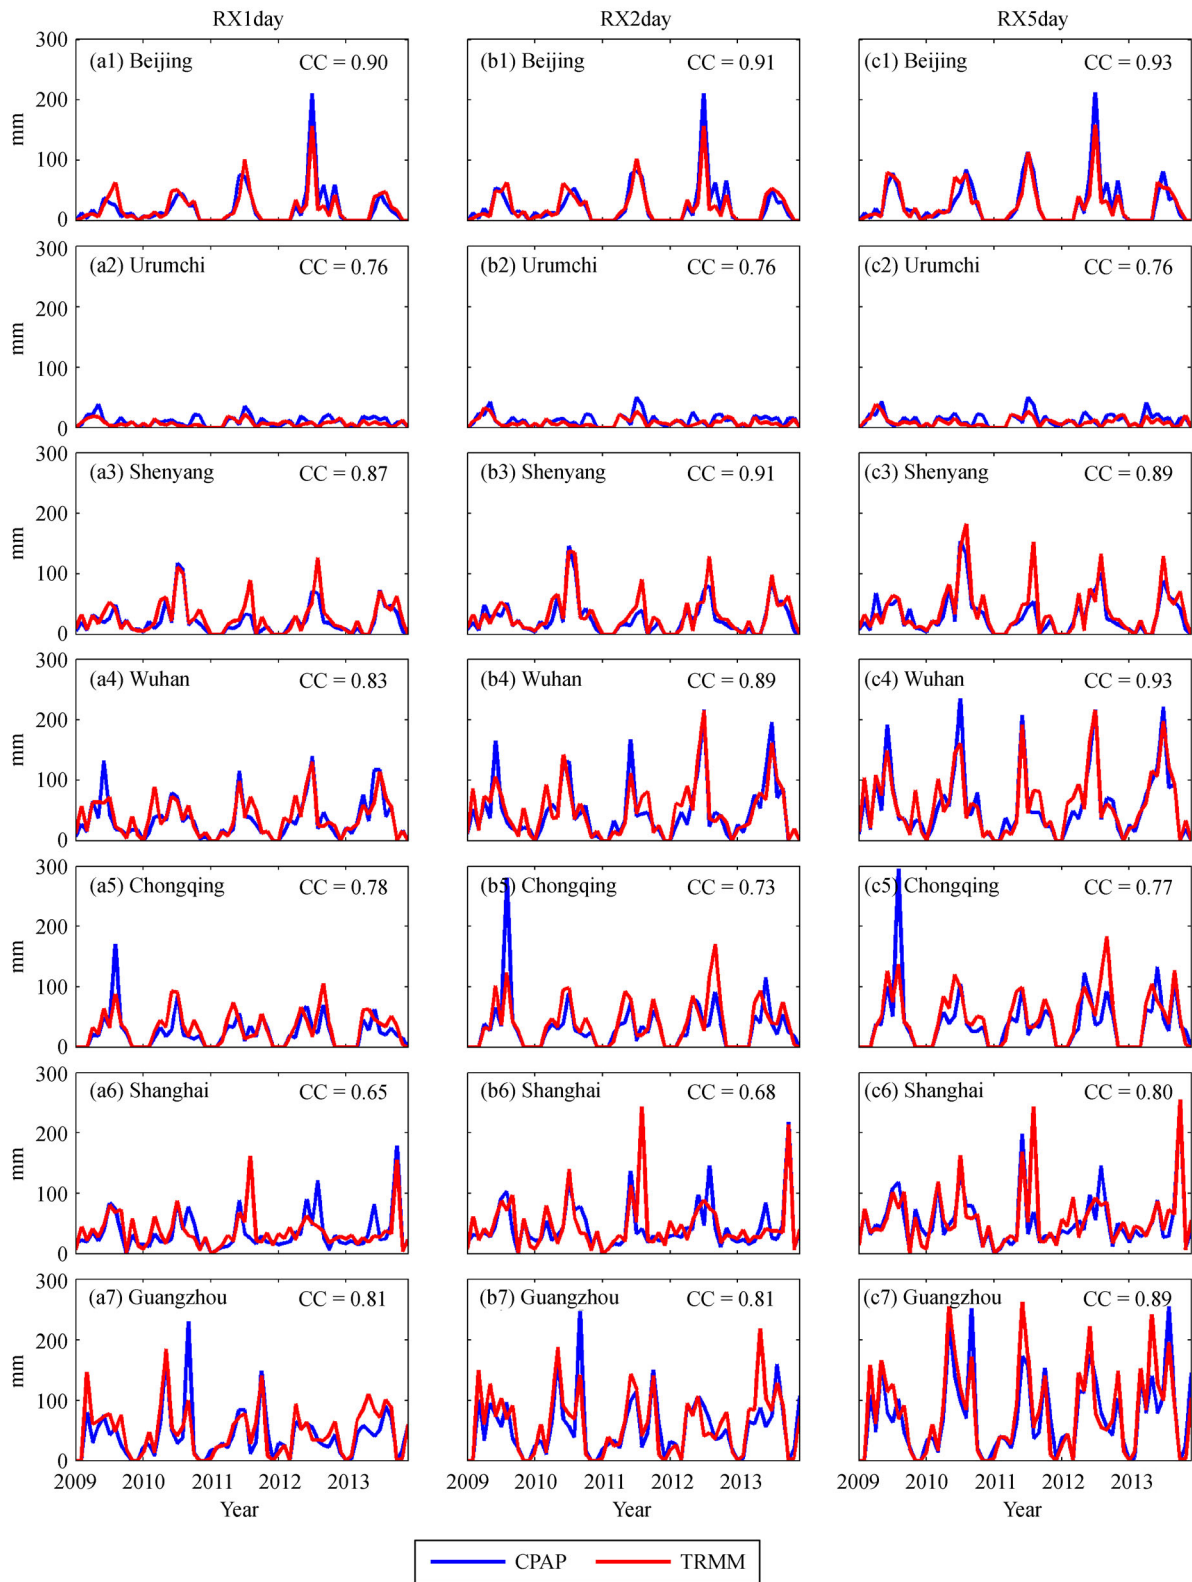 RX1day RX2day RX5day
300
(a1) Beijing CC = 0.90 (b1) Beijing CC = 0.91 (c1) Beijing CC = 0.93
200
mm
100
0
300
(a2) Urumchi CC = 0.76 (b2) Urumchi CC = 0.76 (c2) Urumchi CC = 0.76
200
mm
100
0
300
(a3) Shenyang CC = 0.87 (b3) Shenyang CC = 0.91 (c3) Shenyang CC = 0.89
200
mm
100
0
300
(a4) Wuhan CC = 0.83 (b4) Wuhan CC = 0.89 (c4) Wuhan CC = 0.93
200
mm
100
0
300
(a5) Chongqing CC = 0.78 (b5) Chongqing CC = 0.73 (c5) Chongqing CC = 0.77
200
mm
100
0
300
(a6) Shanghai CC = 0.65 (b6) Shanghai CC = 0.68 (c6) Shanghai CC = 0.80
200
mm
100
0
300
(a7) Guangzhou CC = 0.81 (b7) Guangzhou CC = 0.81 (c7) Guangzhou CC = 0.89
200
mm
100
0
2009 2010 2011 2012 2013 2009 2010 2011 2012 2013 2009 2010 2011 2012 2013
Year Year Year
CPAP TRMM